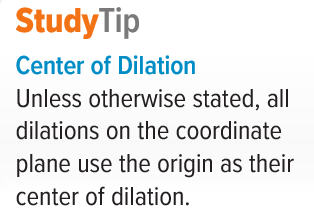 StudyTip
Center of Dilation
Unless otherwise stated, all
dilations on the coordinate
plane use the origin as their
center of dilation.